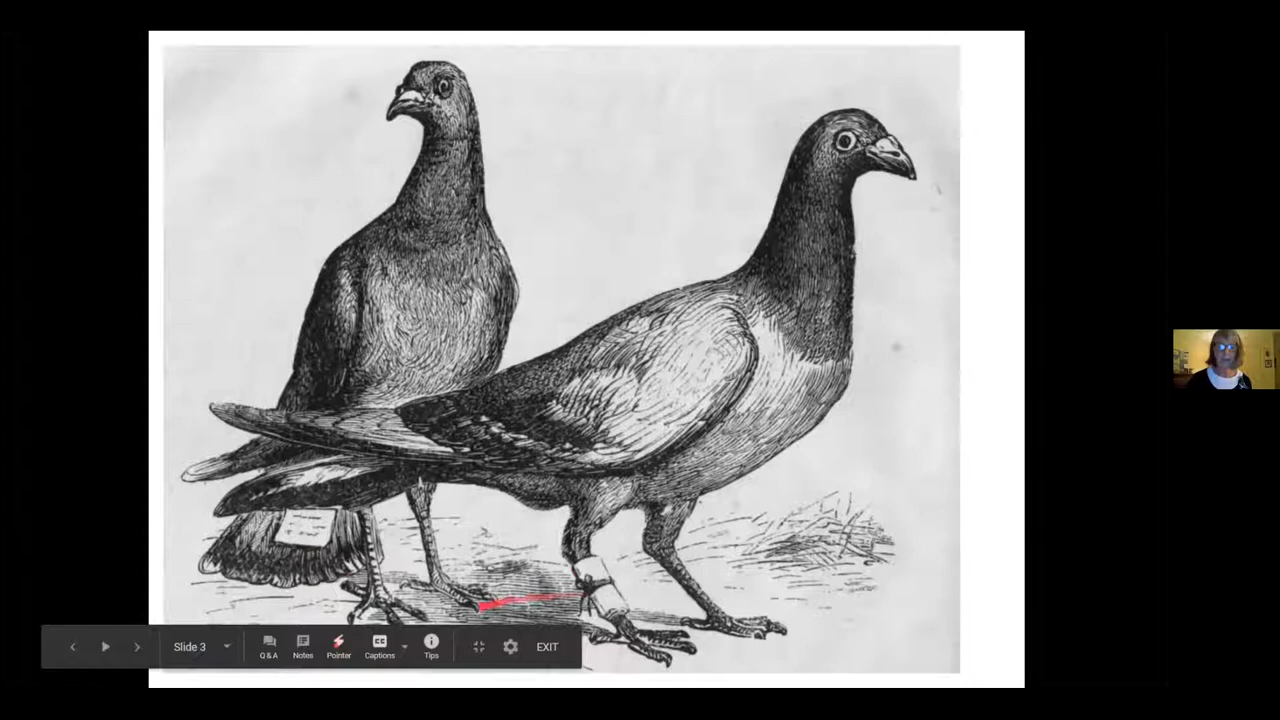 Slide 3
Q & A
Notes
Pointer
Captions
Tips
EXIT